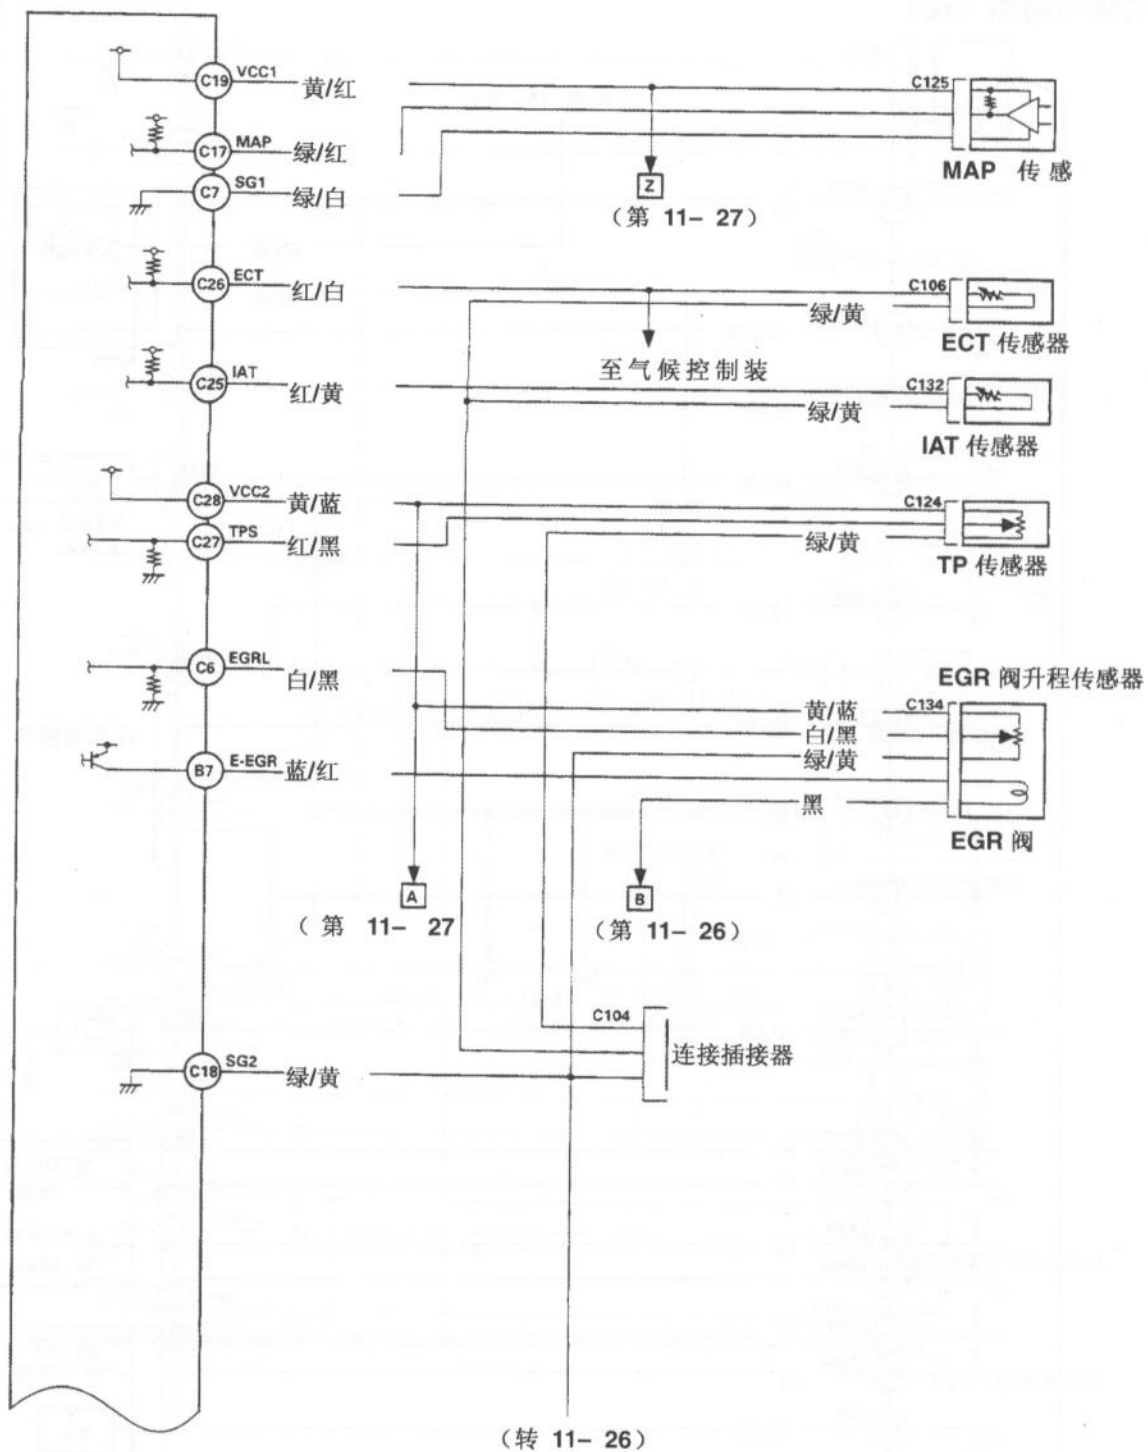 VCC1
C19
黄/红
C125
MAP
C17
绿/红
MAP 传感
SG1
C7
绿/白
Z
（第 11– 27）
ECT
C26
红/白
C106
绿/黄
ECT 传感器
至气候控制装
IAT
C25
红/黄
C132
绿/黄
IAT 传感器
VCC2
C28
黄/蓝
C124
TPS
C27
红/黑
绿/黄
TP 传感器
EGRL
C6
白/黑
EGR 阀升程传感器
黄/蓝
C134
白/黑
绿/黄
E-EGR
B7
蓝/红
黑
EGR 阀
A
B
（ 第 11– 27
（第 11– 26）
C104
连接插接器
SG2
C18
绿/黄
（转 11– 26）